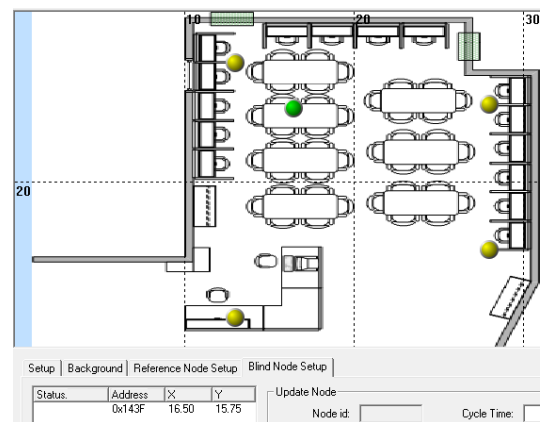 10 20 30
20
Setup Background Reference Node Setup Blind Node Setup
Status. Address X Y Update Node
0x143F 16.50 15.75 Node id: Cycle Time: